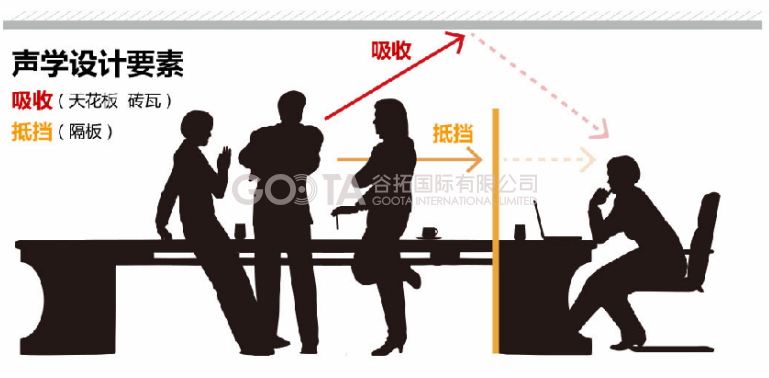 声学设计要素
吸收（天花板 砖瓦）
抵挡（隔板）
吸收
抵挡
GOOTA 谷拓国际有限公司
GOOTA INTERNATIONAL LIMITED